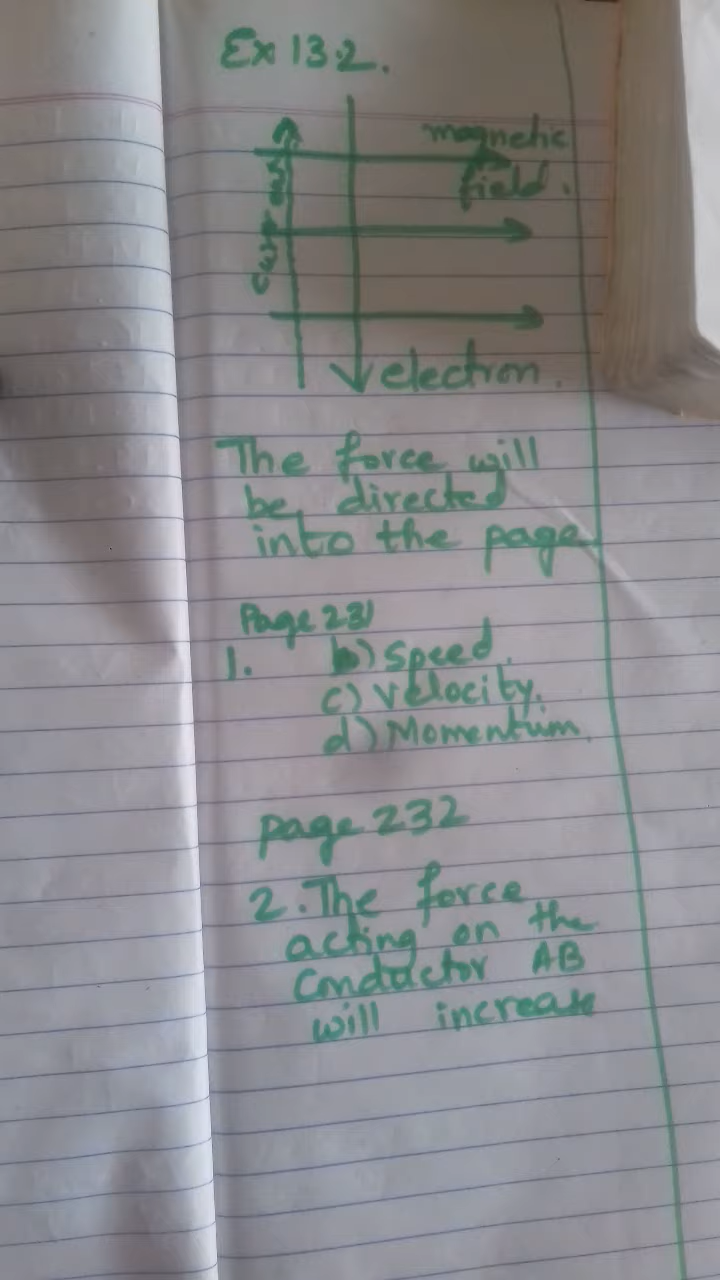 Ex 13.2.
magnetic
field.
current
electron.
The force will
be directed
into the page
Page 231
1. b) Speed.
c) Velocity.
d) Momentum.
page 232
2. The force
acting on the
Conductor AB
will increase